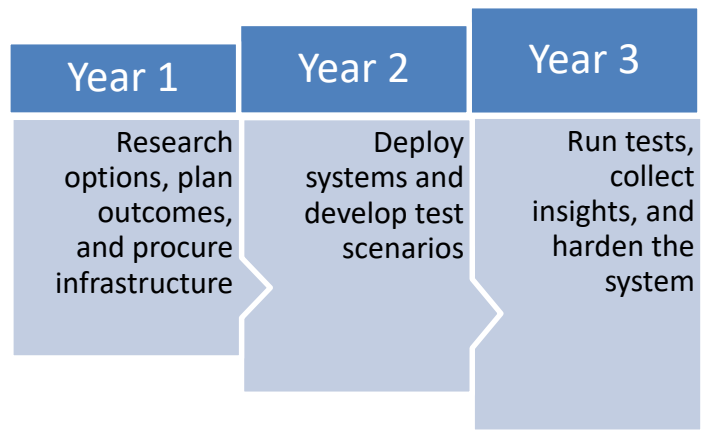 Year 1
Research
options, plan
outcomes,
and procure
infrastructure
Year 2
Deploy
systems and
develop test
scenarios
Year 3
Run tests,
collect
insights, and
harden the
system